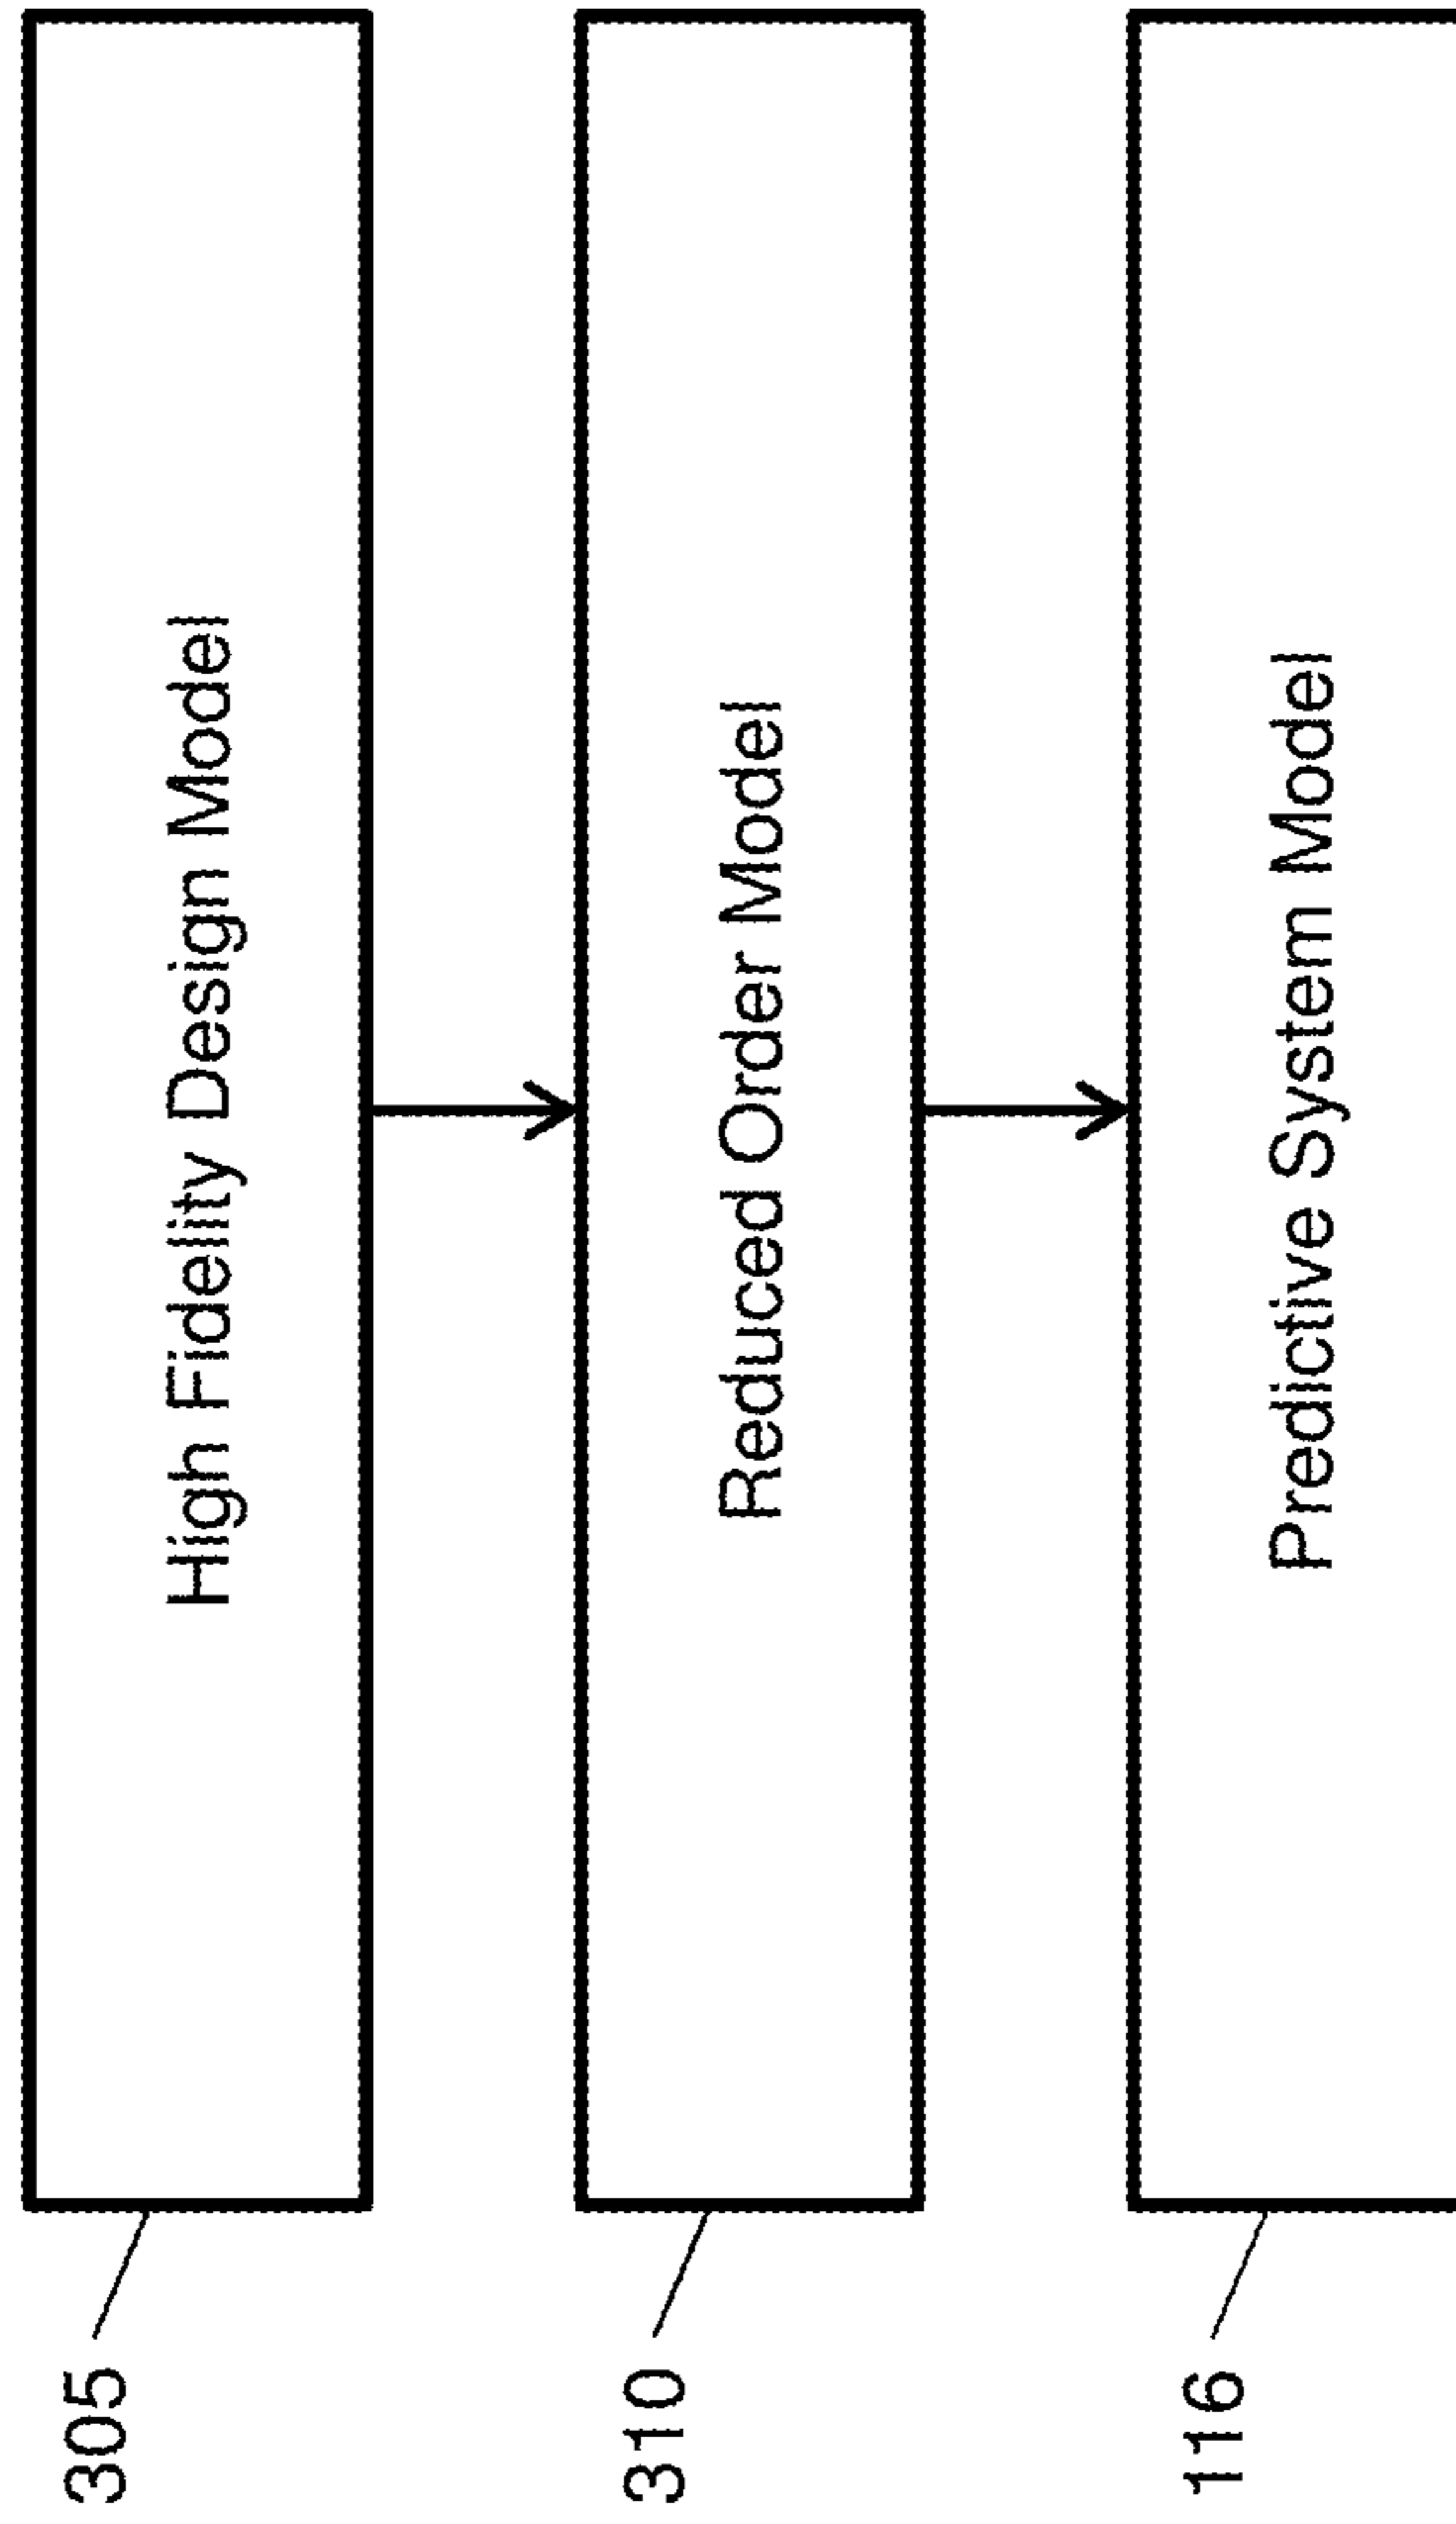 305
High Fidelity Design Model
310
Reduced Order Model
116
Predictive System Model